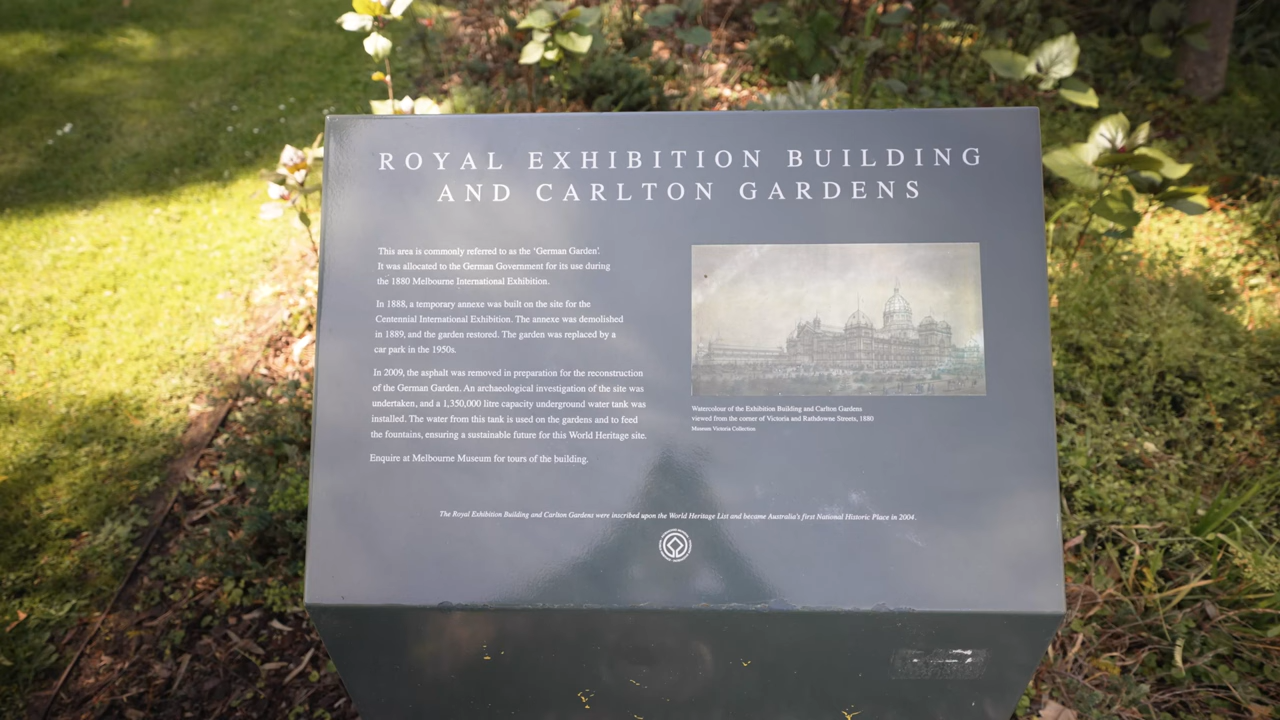 ROYAL EXHIBITION BUILDING
AND CARLTON GARDENS
This area is commonly referred to as the ‘German Garden’.
It was allocated to the German Government for its use during
the 1880 Melbourne International Exhibition.
In 1888, a temporary annexe was built on the site for the
Centennial International Exhibition. The annexe was demolished
in 1889, and the garden restored. The garden was replaced by a
car park in the 1950s.
In 2009, the asphalt was removed in preparation for the reconstruction
of the German Garden. An archaeological investigation of the site was
undertaken, and a 1,350,000 litre capacity underground water tank was
installed. The water from this tank is used on the gardens and to feed
the fountains, ensuring a sustainable future for this World Heritage site.
Enquire at Melbourne Museum for tours of the building.
Watercolour of the Exhibition Building and Carlton Gardens
viewed from the corner of Victoria and Rathdowne Streets, 1880
Museum Victoria Collection
The Royal Exhibition Building and Carlton Gardens were inscribed upon the World Heritage List and became Australia's first National Historic Place in 2004.